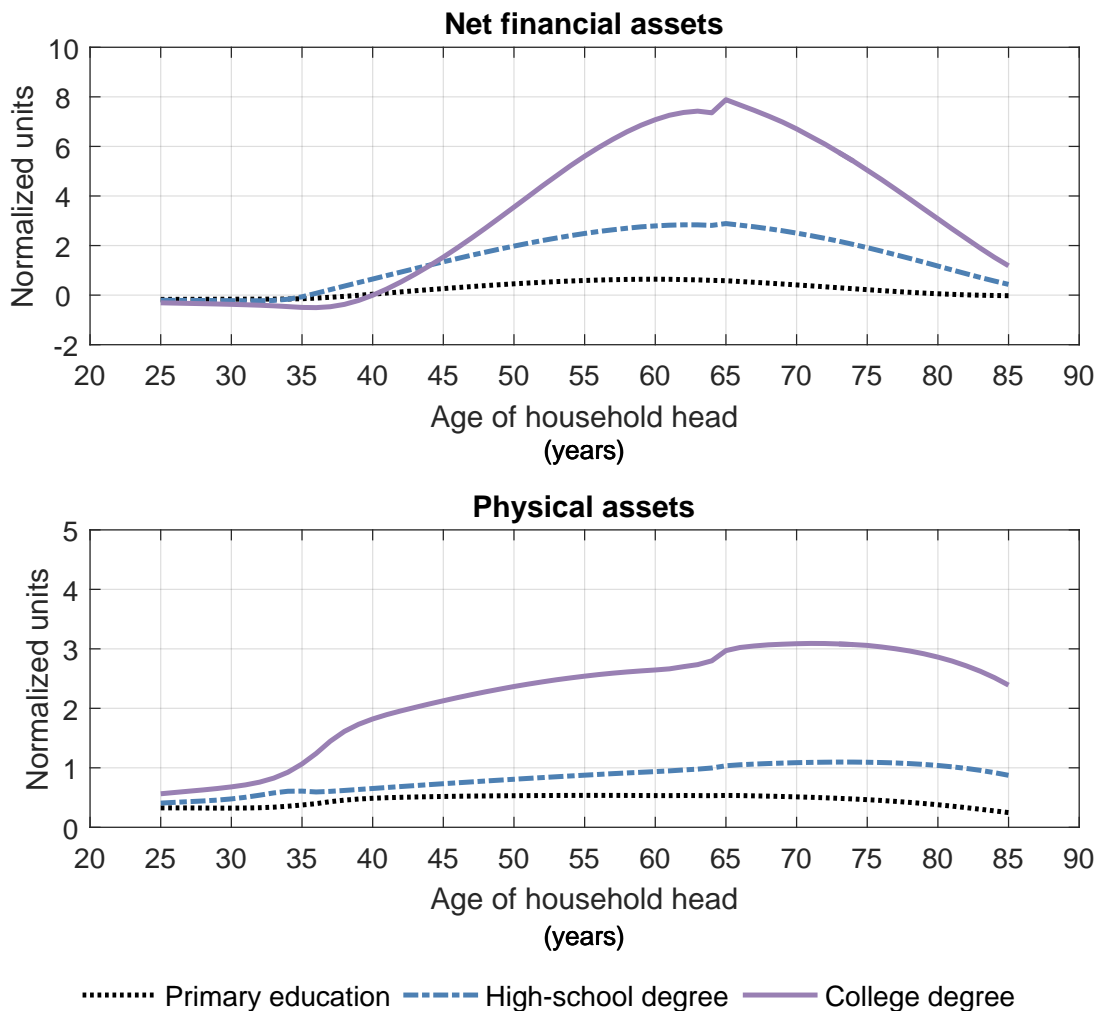 Net financial assets
Normalized units
10
8
6
4
2
0
-2
20 25 30 35 40 45 50 55 60 65 70 75 80 85 90
Age of household head
(years)
Physical assets
Normalized units
5
4
3
2
1
0
20 25 30 35 40 45 50 55 60 65 70 75 80 85 90
Age of household head
(years)
Primary education High-school degree College degree